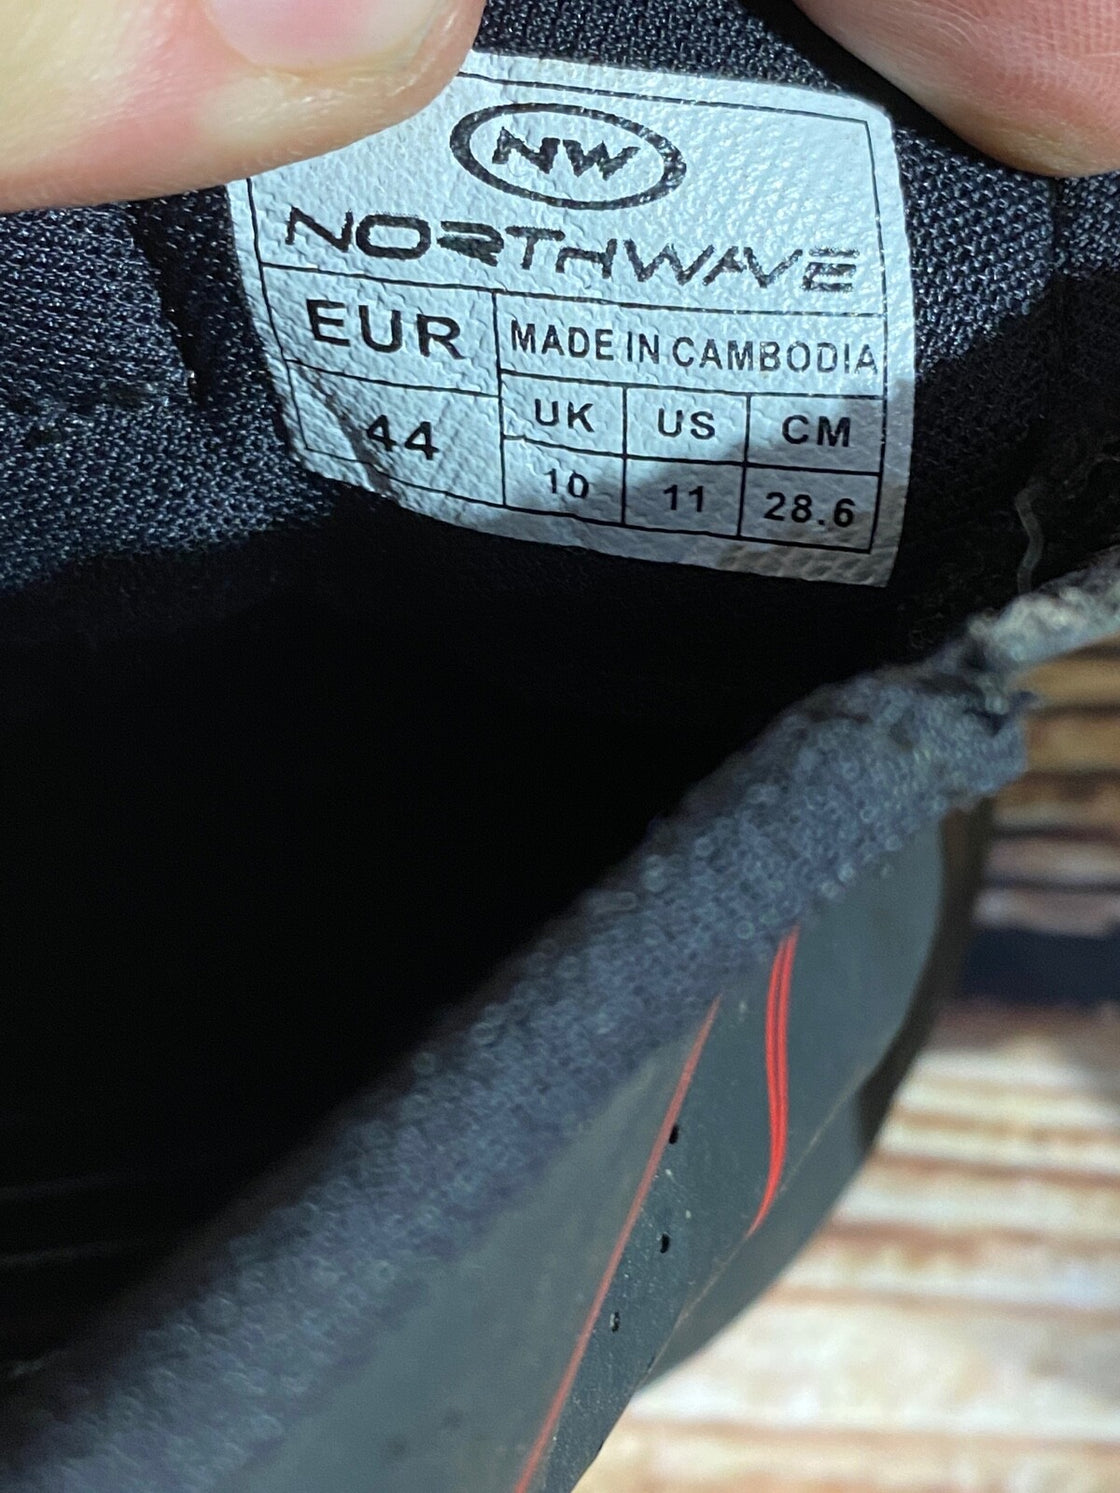 NW
NORTHWAVE
EUR
MADE IN CAMBODIA
44
UK US CM
10 11 28.6